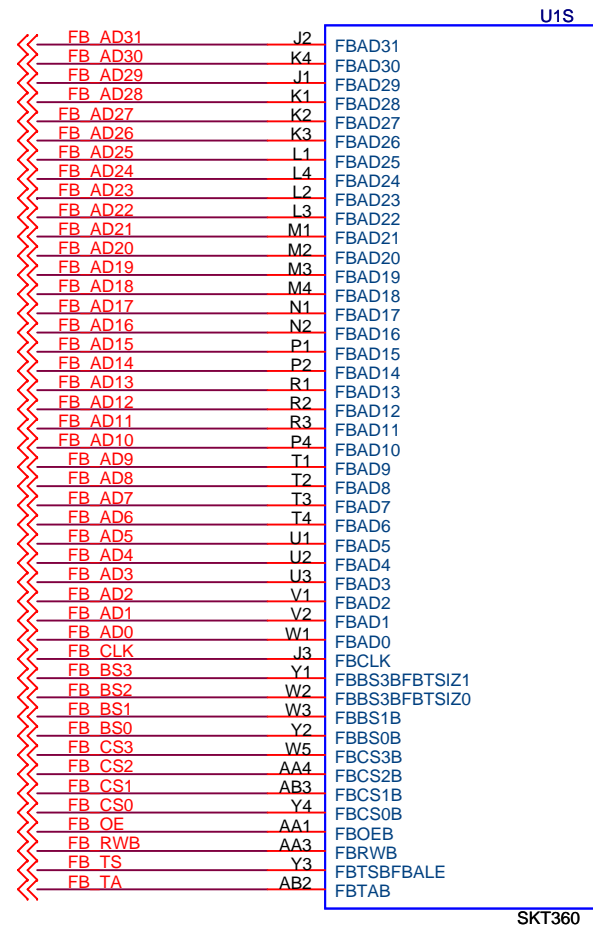 U1S
FB_AD31 J2 FBAD31
FB_AD30 K4 FBAD30
FB_AD29 J1 FBAD29
FB_AD28 K1 FBAD28
FB_AD27 K2 FBAD27
FB_AD26 K3 FBAD26
FB_AD25 L1 FBAD25
FB_AD24 L4 FBAD24
FB_AD23 L2 FBAD23
FB_AD22 L3 FBAD22
FB_AD21 M1 FBAD21
FB_AD20 M2 FBAD20
FB_AD19 M3 FBAD19
FB_AD18 M4 FBAD18
FB_AD17 N1 FBAD17
FB_AD16 N2 FBAD16
FB_AD15 P1 FBAD15
FB_AD14 P2 FBAD14
FB_AD13 R1 FBAD13
FB_AD12 R2 FBAD12
FB_AD11 R3 FBAD11
FB_AD10 P4 FBAD10
FB_AD9 T1 FBAD9
FB_AD8 T2 FBAD8
FB_AD7 T3 FBAD7
FB_AD6 T4 FBAD6
FB_AD5 U1 FBAD5
FB_AD4 U2 FBAD4
FB_AD3 U3 FBAD3
FB_AD2 V1 FBAD2
FB_AD1 V2 FBAD1
FB_AD0 W1 FBAD0
FB_CLK J3 FBCLK
FB_BS3 Y1 FBBS3BFBTSIZ1
FB_BS2 W2 FBBS3BFBTSIZ0
FB_BS1 W3 FBBS1B
FB_BS0 Y2 FBBS0B
FB_CS3 W5 FBCS3B
FB_CS2 AA4 FBCS2B
FB_CS1 AB3 FBCS1B
FB_CS0 Y4 FBCS0B
FB_OE AA1 FBOEB
FB_RWB AA3 FBRWB
FB_TS Y3 FBTSBFBALE
FB_TA AB2 FBTAB
SKT360